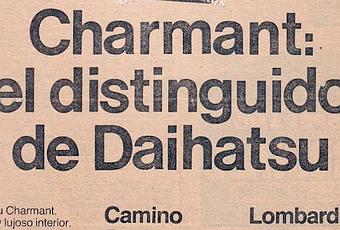 Charmant:
el distinguido
de Daihatsu
u Charmant. Camino Lombard
lujoso interior.